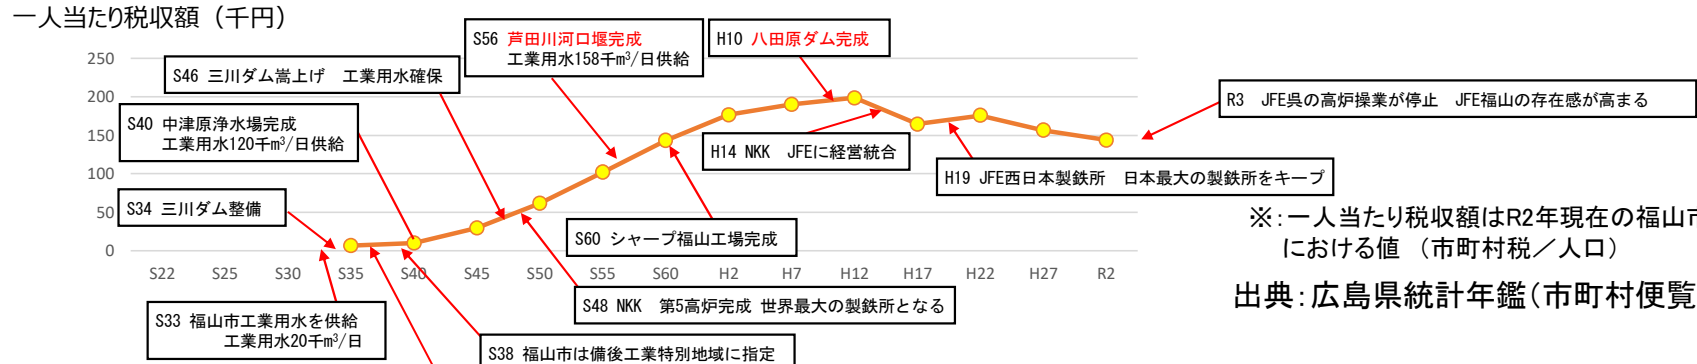 一人当たり税収額（千円）
S56 芦田川河口堰完成
工業用水158千m³/日供給
H10 八田原ダム完成
250
S46 三川ダム嵩上げ　工業用水確保
200
R3　JFE呉の高炉操業が停止　JFE福山の存在感が高まる
S40 中津原浄水場完成
工業用水120千m³/日供給
150
H14 NKK　JFEに経営統合
100
H19 JFE西日本製鉄所　日本最大の製鉄所をキープ
S34 三川ダム整備
50
S60 シャープ福山工場完成
※：一人当たり税収額はR2年現在の福山市
における値　（市町村税／人口）
0
S22 S25 S30 S35 S40 S45 S50 S55 S60 H2 H7 H12 H17 H22 H27 R2
S48 NKK　第5高炉完成 世界最大の製鉄所となる
出典：広島県統計年鑑（市町村便覧
S33 福山市工業用水を供給
工業用水20千m³/日
S38 福山市は備後工業特別地域に指定